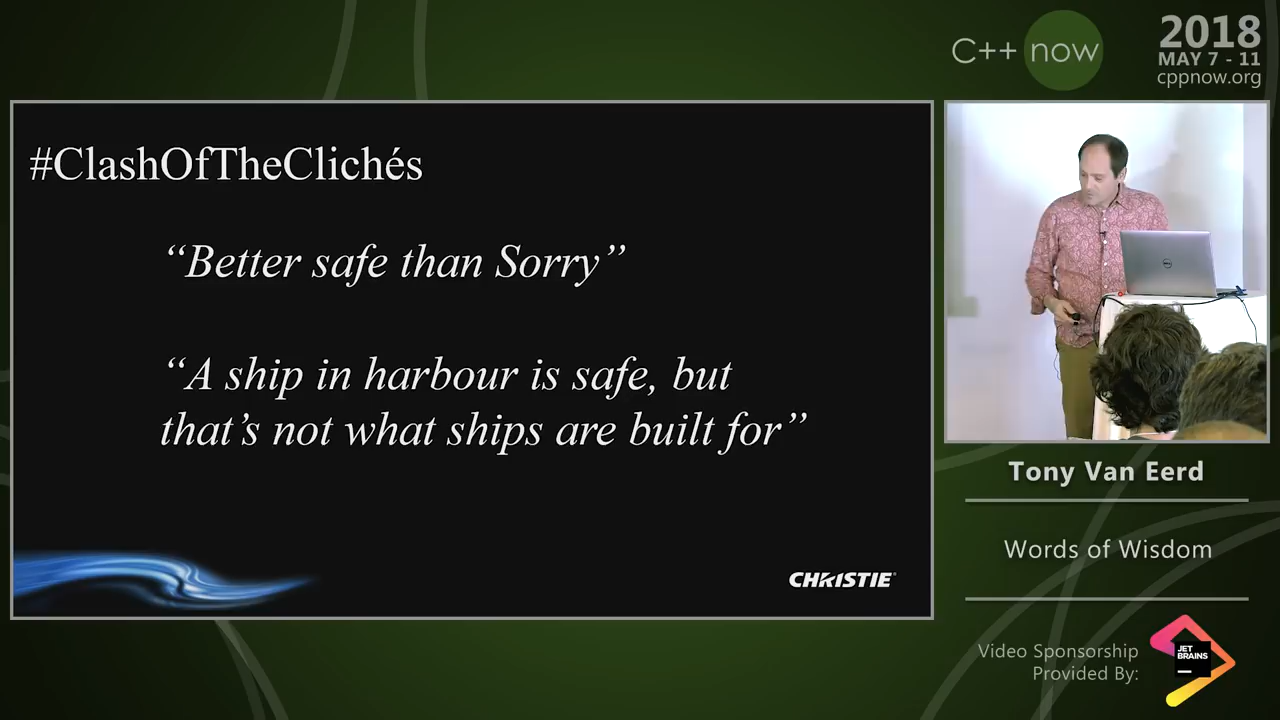 C++ now
2018
MAY 7 - 11
cppnow.org
#ClashOfTheClichés
“Better safe than Sorry”
“A ship in harbour is safe, but
that’s not what ships are built for”
CHRISTIE
Tony Van Eerd
Words of Wisdom
Video Sponsorship
Provided By:
JET
BRAINS